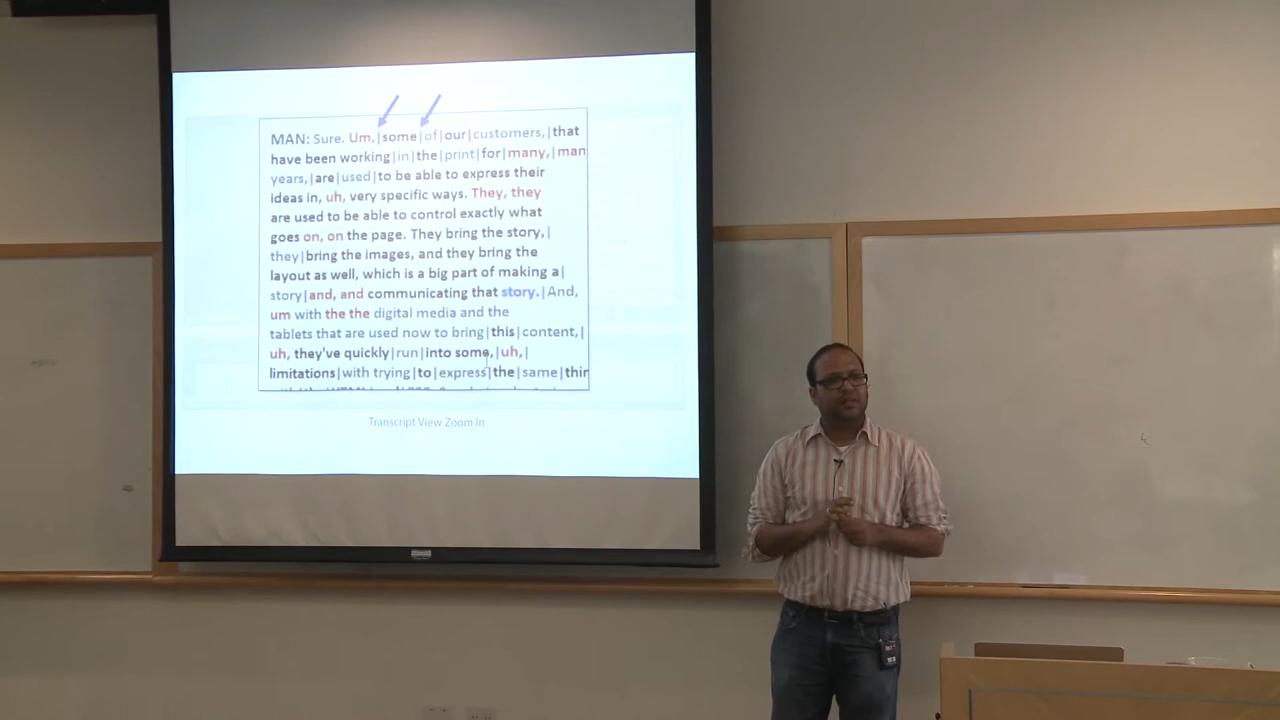 MAN: Sure. Um,|some|of|our|customers,|that
have been working|in|the|print|for|many,|man
years,|are|used|to be able to express their
ideas in, uh, very specific ways. They, they
are used to be able to control exactly what
goes on, on the page. They bring the story,|
they|bring the images, and they bring the
layout as well, which is a big part of making a|
story|and, and communicating that story.|And,
um with the the digital media and the
tablets that are used now to bring|this|content,|
uh, they've quickly|run|into some,|uh,|
limitations|with trying|to|express|the|same|thin
Transcript View Zoom In